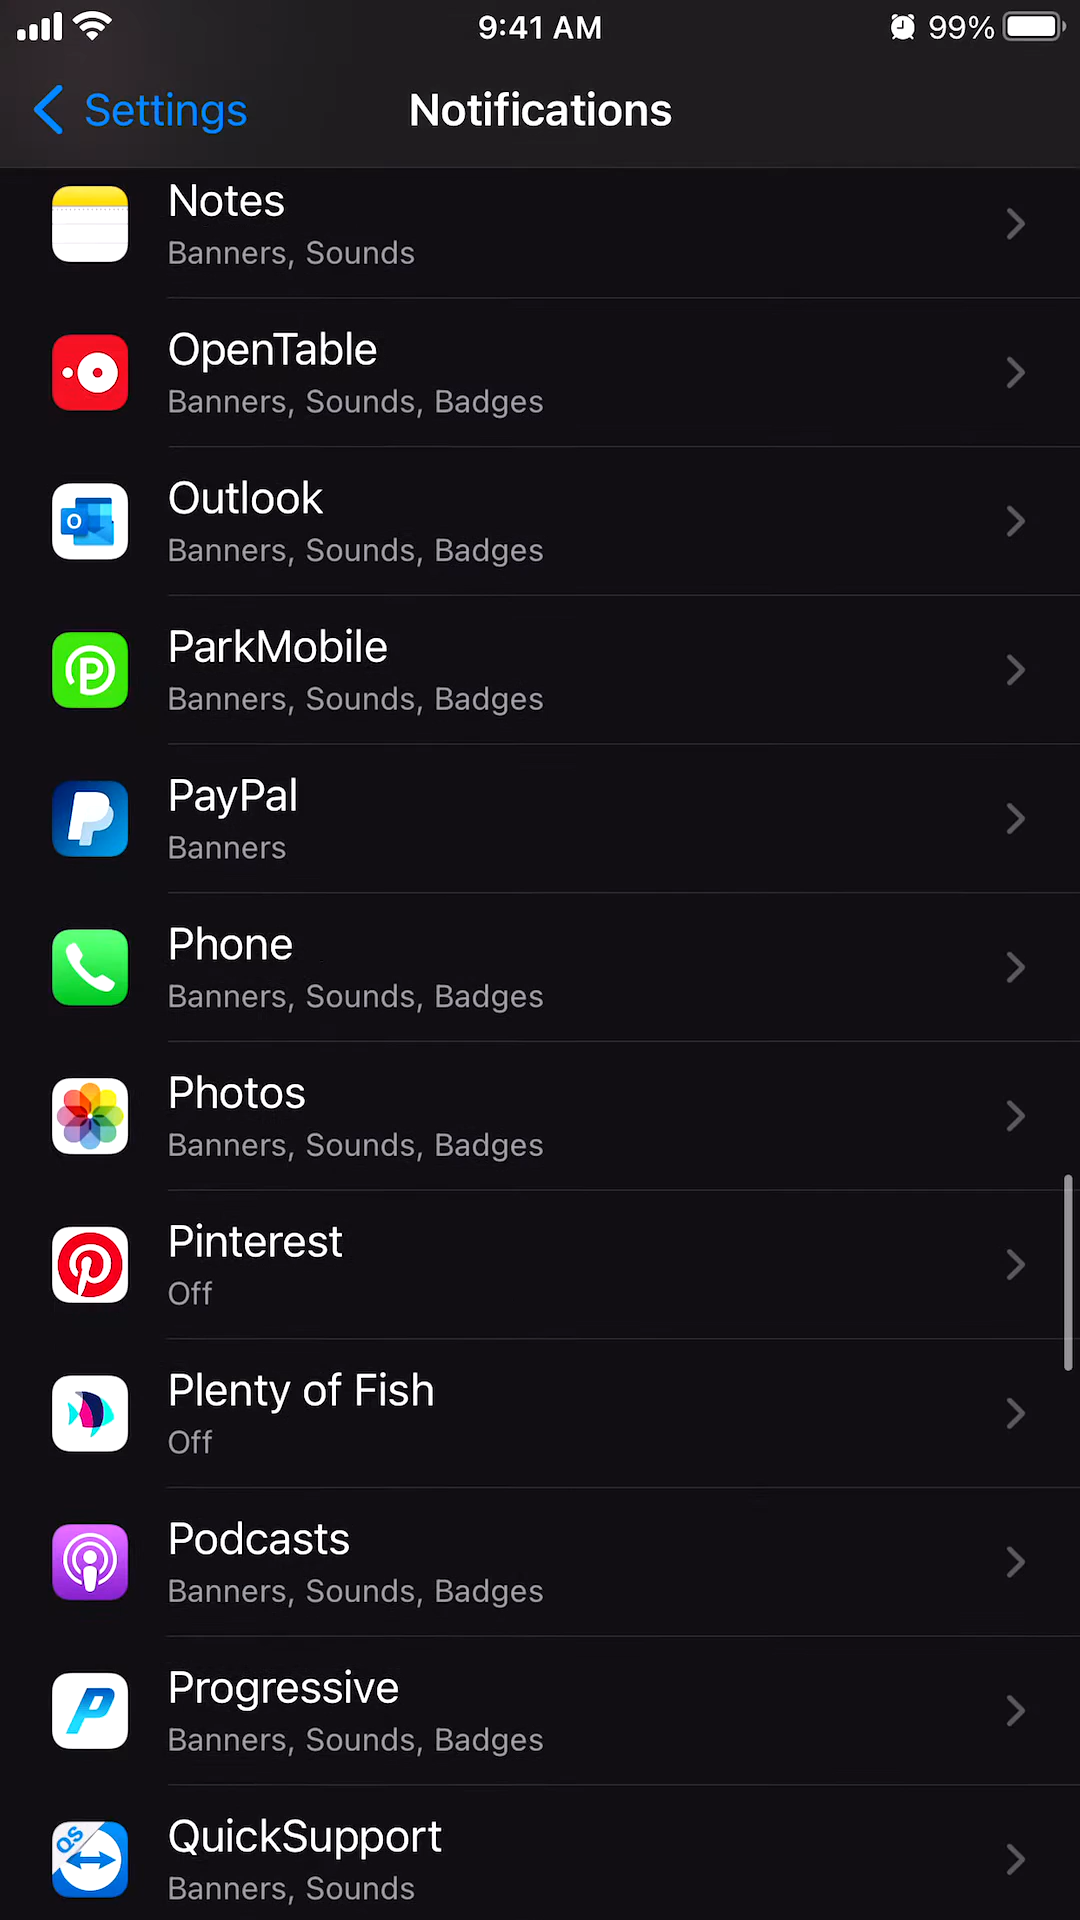 9:41 AM
99%
Settings
Notifications
Notes
Banners, Sounds
OpenTable
Banners, Sounds, Badges
Outlook
Banners, Sounds, Badges
ParkMobile
Banners, Sounds, Badges
PayPal
Banners
Phone
Banners, Sounds, Badges
Photos
Banners, Sounds, Badges
Pinterest
Off
Plenty of Fish
Off
Podcasts
Banners, Sounds, Badges
Progressive
Banners, Sounds, Badges
QS
QuickSupport
Banners, Sounds